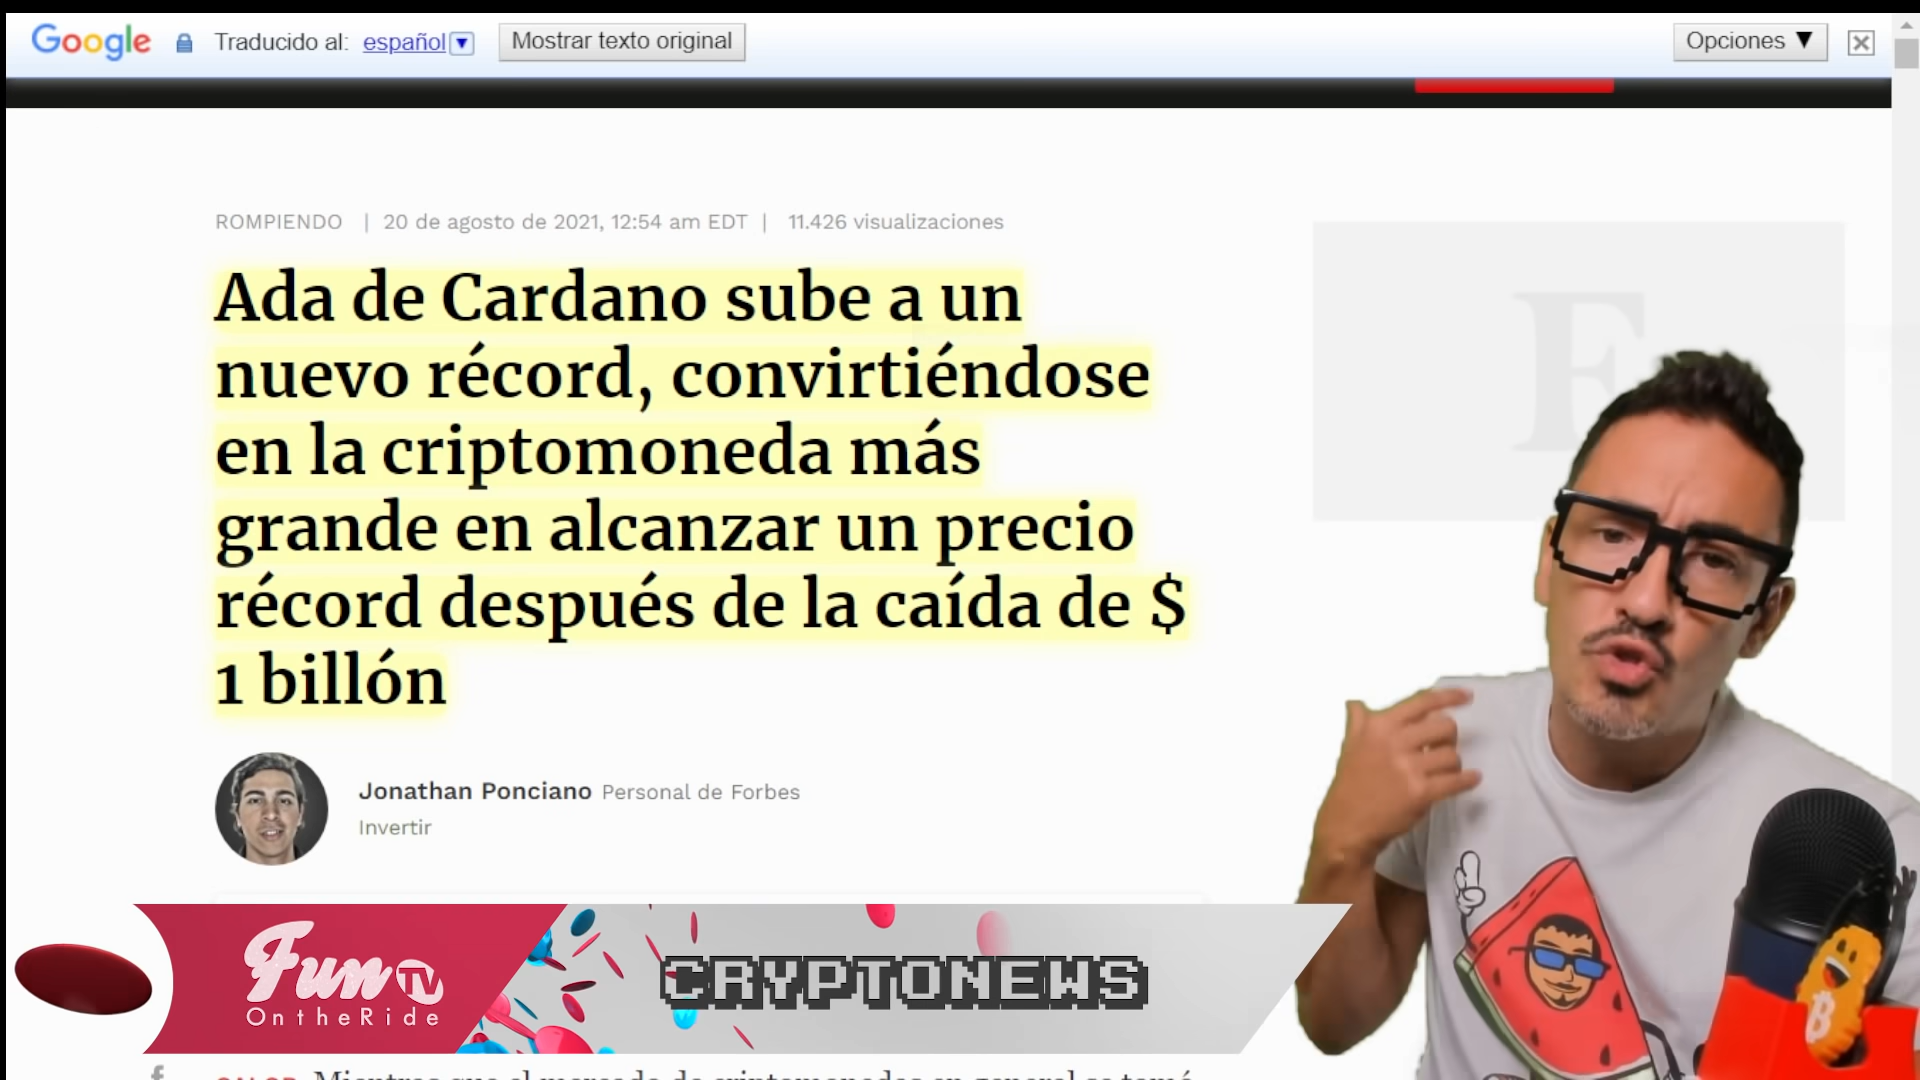 Google Traducido al: español Mostrar texto original Opciones
ROMPIENDO | 20 de agosto de 2021, 12:54 am EDT | 11.426 visualizaciones
Ada de Cardano sube a un
nuevo récord, convirtiéndose
en la criptomoneda más
grande en alcanzar un precio
récord después de la caída de $
1 billón
F
Jonathan Ponciano Personal de Forbes
Invertir
Fun TV
OntheRide
CRYPTONEWS